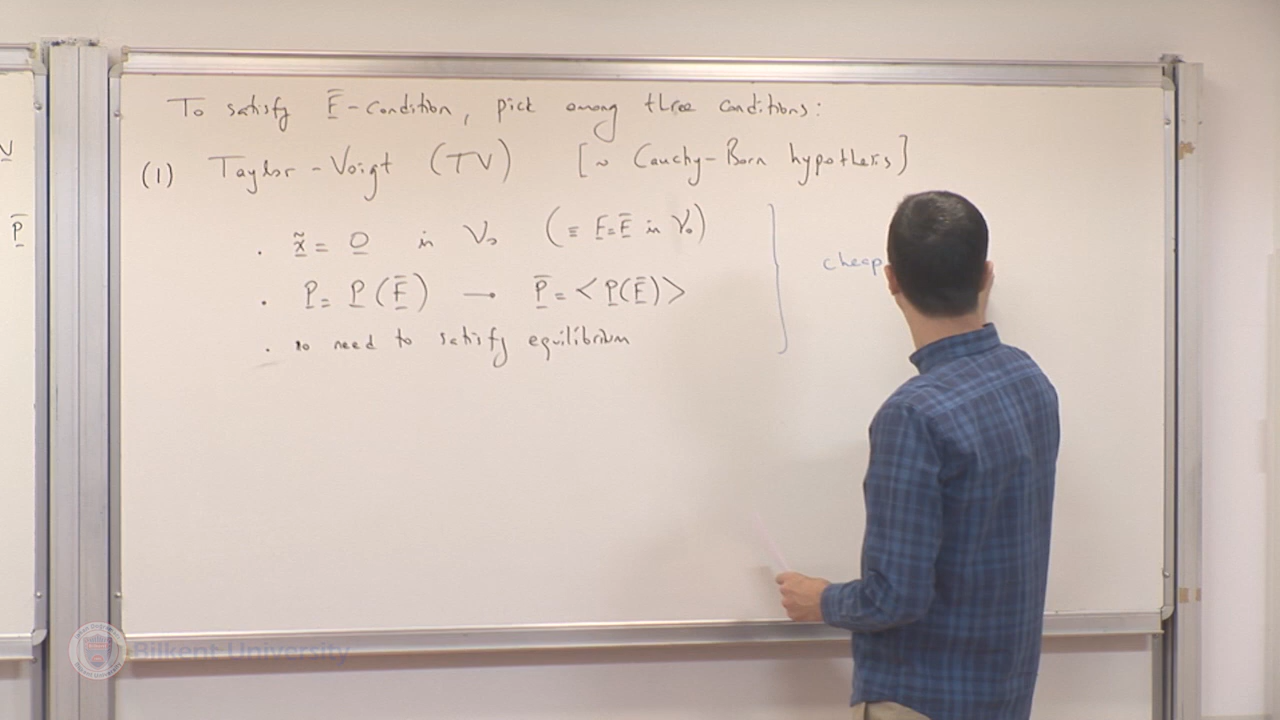 To satisfy F̄-condition, pick among three conditions:
(1) Taylor-Voigt (TV) [~ Cauchy-Born hypothesis]
. x̃ = 0 in V₀ (≡ F=F̄ in V₀)
. P = P(F̄) → P̄ = <P(F̄)>
. no need to satisfy equilibrium
cheap
V
P̄
Bilkent University